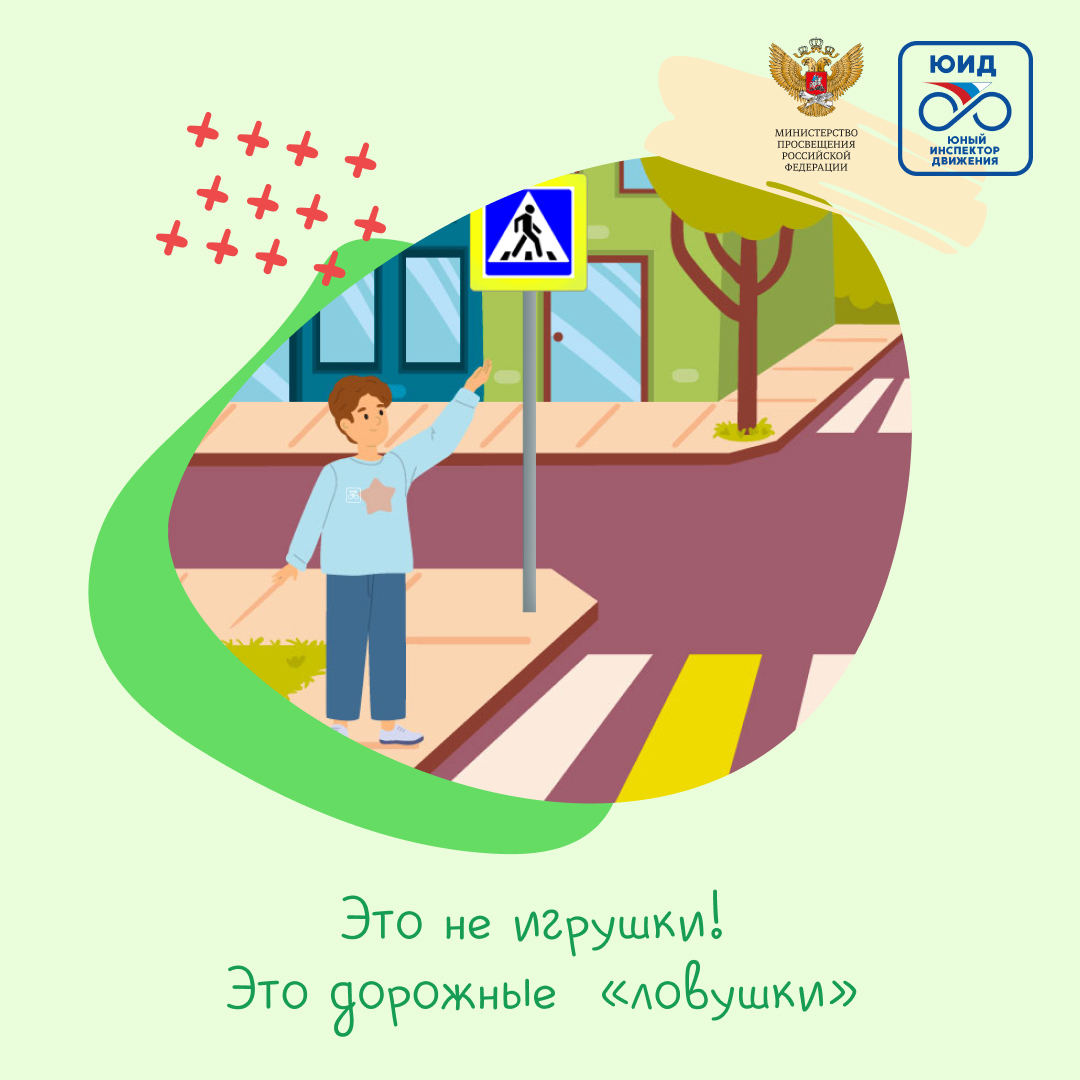 МИНИСТЕРСТВО
ПРОСВЕЩЕНИЯ
РОССИЙСКОЙ
ФЕДЕРАЦИИ
ЮИД
ЮНЫЙ
ИНСПЕКТОР
ДВИЖЕНИЯ
Это не игрушки!
Это дорожные «ловушки»